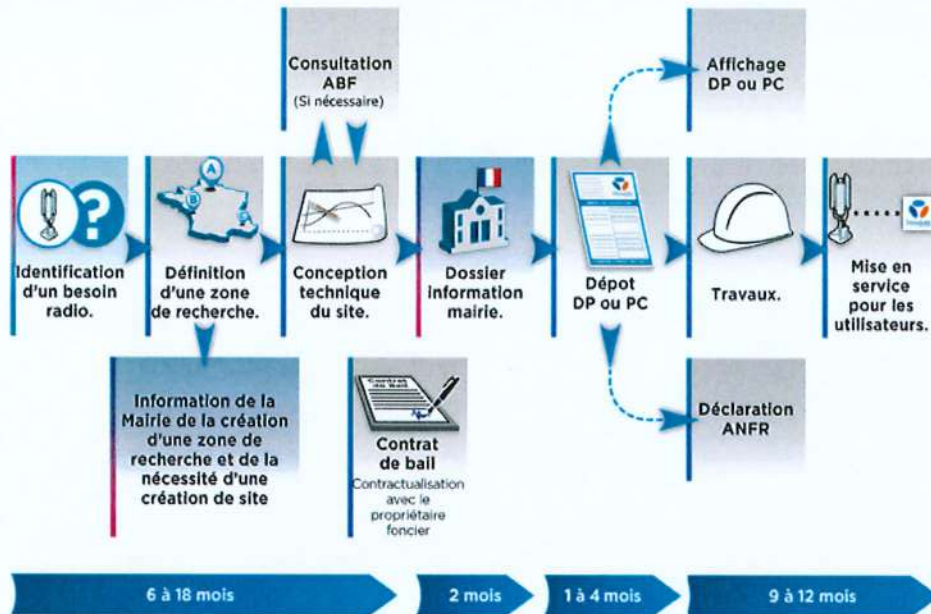 Consultation
ABF
(Si nécessaire)
Affichage
DP ou PC
A
B
Identification
d'un besoin
radio.
Définition
d'une zone
de recherche.
Conception
technique
du site.
Dossier
information
mairie.
Dépot
DP ou PC
Travaux.
Mise en
service
pour les
utilisateurs.
Information de la
Mairie de la création
d'une zone de
recherche et de la
nécessité d'une
création de site
Contrat de Bail
Contrat
de bail
Contractualisation
avec le
propriétaire
foncier
Déclaration
ANFR
6 à 18 mois
2 mois
1 à 4 mois
9 à 12 mois